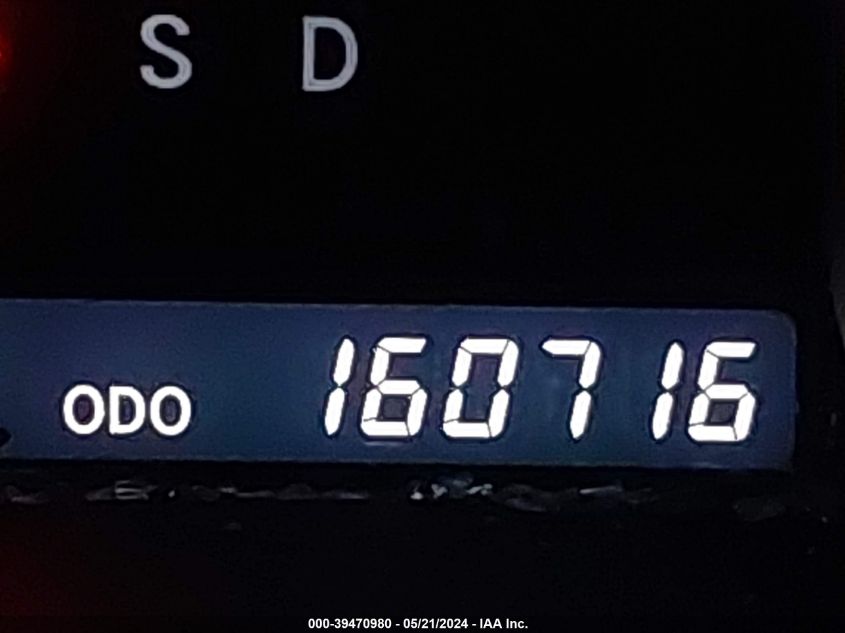 S D
ODO 160716
000-39470980 - 05/21/2024 - IAA Inc.